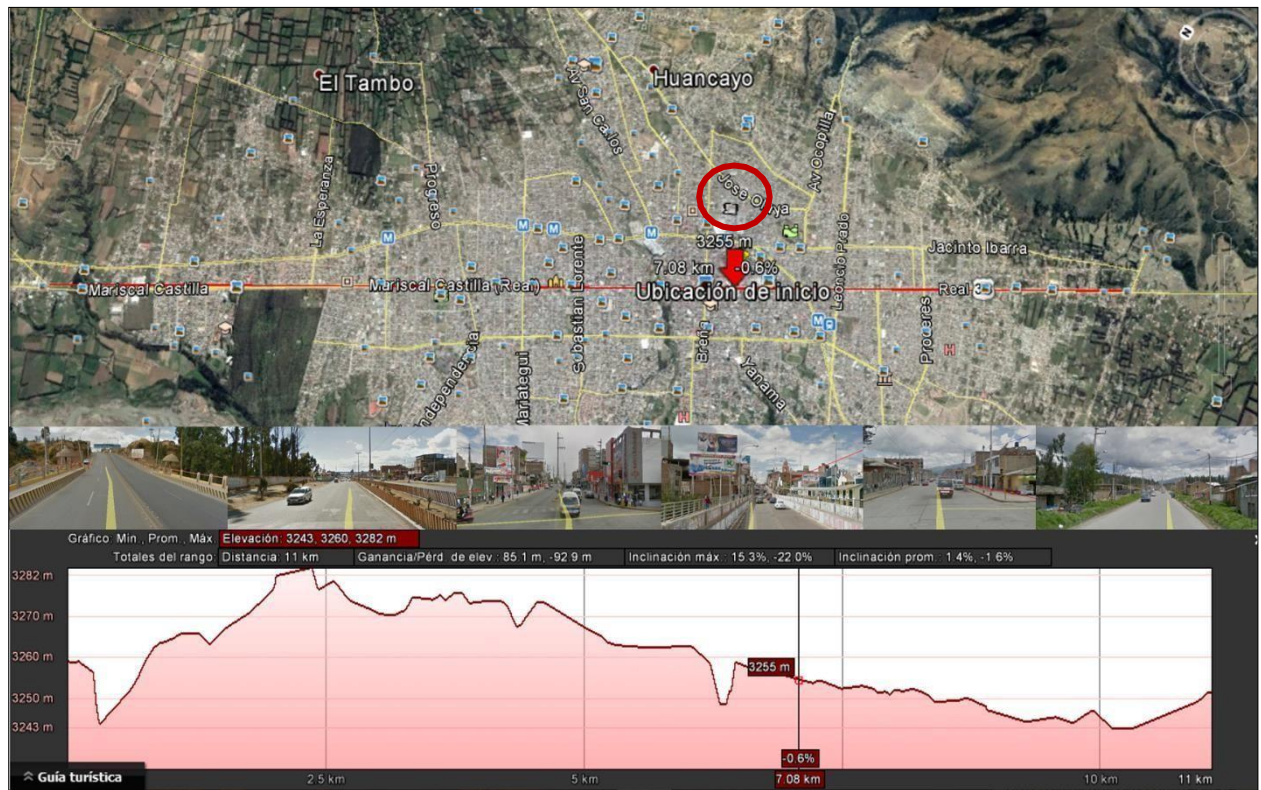 N
El Tambo
Huancayo
Av San Carlos
Av Ocopilla
La Esperanza
Progreso
Jose Olaya
M
M
M
M
3255 m
Jacinto Ibarra
7.08 km -0.6%
Mariscal Castilla
Mariscal Castilla (Real)
Sebastian Lorente
Ubicación de inicio
Leoncio Prado
Real
3
M
Independencia
Mariategui
Breña
Yanama
Proceres
H
H
Gráfico: Mín., Prom., Máx. Elevación: 3243, 3260, 3282 m
Totales del rango: Distancia: 11 km Ganancia/Pérd. de elev.: 85.1 m, -92.9 m Inclinación máx.: 15.3%, -22.0% Inclinación prom.: 1.4%, -1.6%
3282 m
3270 m
3260 m
3255 m
3250 m
3243 m
-0.6%
Guía turística
2.5 km 5 km 7.08 km 10 km 11 km